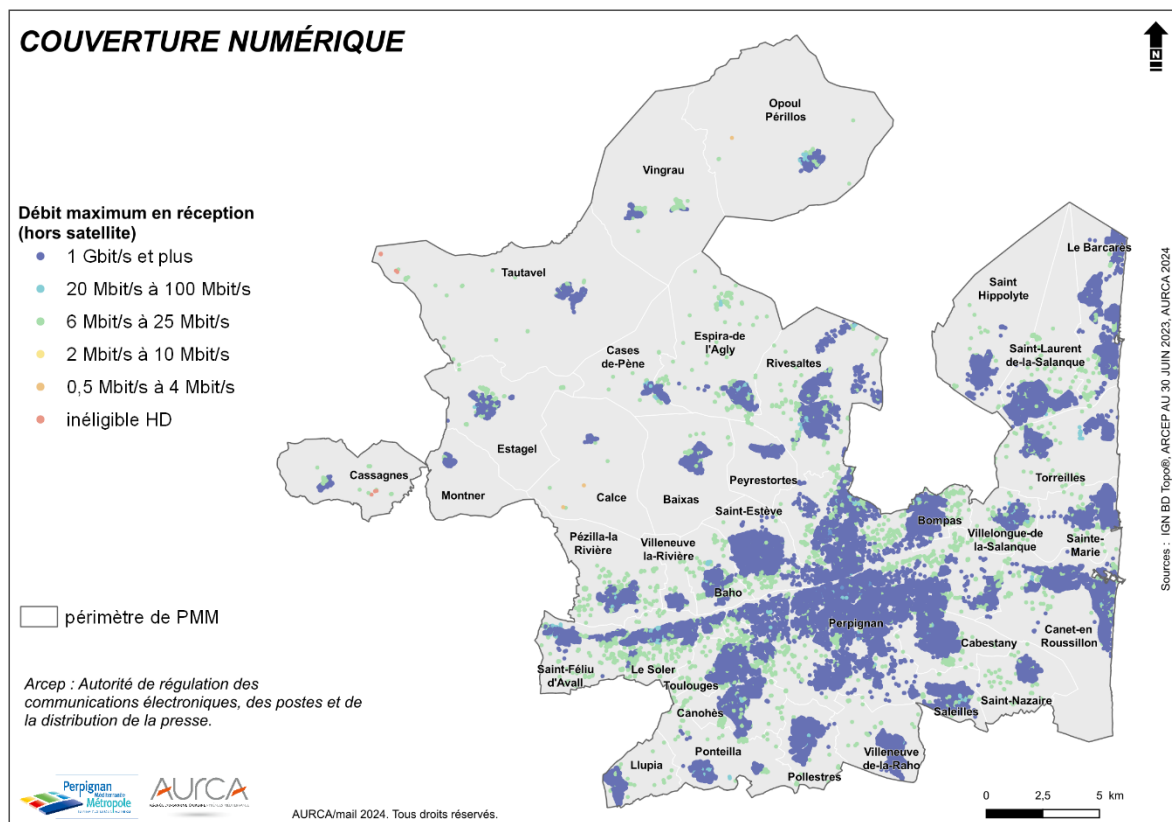 COUVERTURE NUMÉRIQUE
N
Débit maximum en réception
(hors satellite)
1 Gbit/s et plus
20 Mbit/s à 100 Mbit/s
6 Mbit/s à 25 Mbit/s
2 Mbit/s à 10 Mbit/s
0,5 Mbit/s à 4 Mbit/s
inéligible HD
périmètre de PMM
Arcep : Autorité de régulation des
communications électroniques, des postes et de
la distribution de la presse.
Opoul
Périllos
Vingrau
Tautavel
Le Barcarès
Saint
Hippolyte
Saint-Laurent
de-la-Salanque
Espira-de
l'Agly
Cases
de-Pène
Rivesaltes
Estagel
Cassagnes
Montner
Calce
Baixas
Peyrestortes
Torreilles
Saint-Estève
Bompas
Villelongue-de
la-Salanque
Sainte-
Marie
Pézilla-la
Rivière
Villeneuve
la-Rivière
Baho
Perpignan
Cabestany
Canet-en
Roussillon
Saint-Féliu
d'Avall
Le Soler
Toulouges
Canohès
Saleilles
Saint-Nazaire
Llupia
Ponteilla
Pollestres
Villeneuve
de-la-Raho
Sources : IGN BD Topo®, ARCEP AU 30 JUIN 2023, AURCA 2024
Perpignan
Méditerranée
Métropole
AURCA
AURCA/mail 2024. Tous droits réservés.
0 2,5 5 km